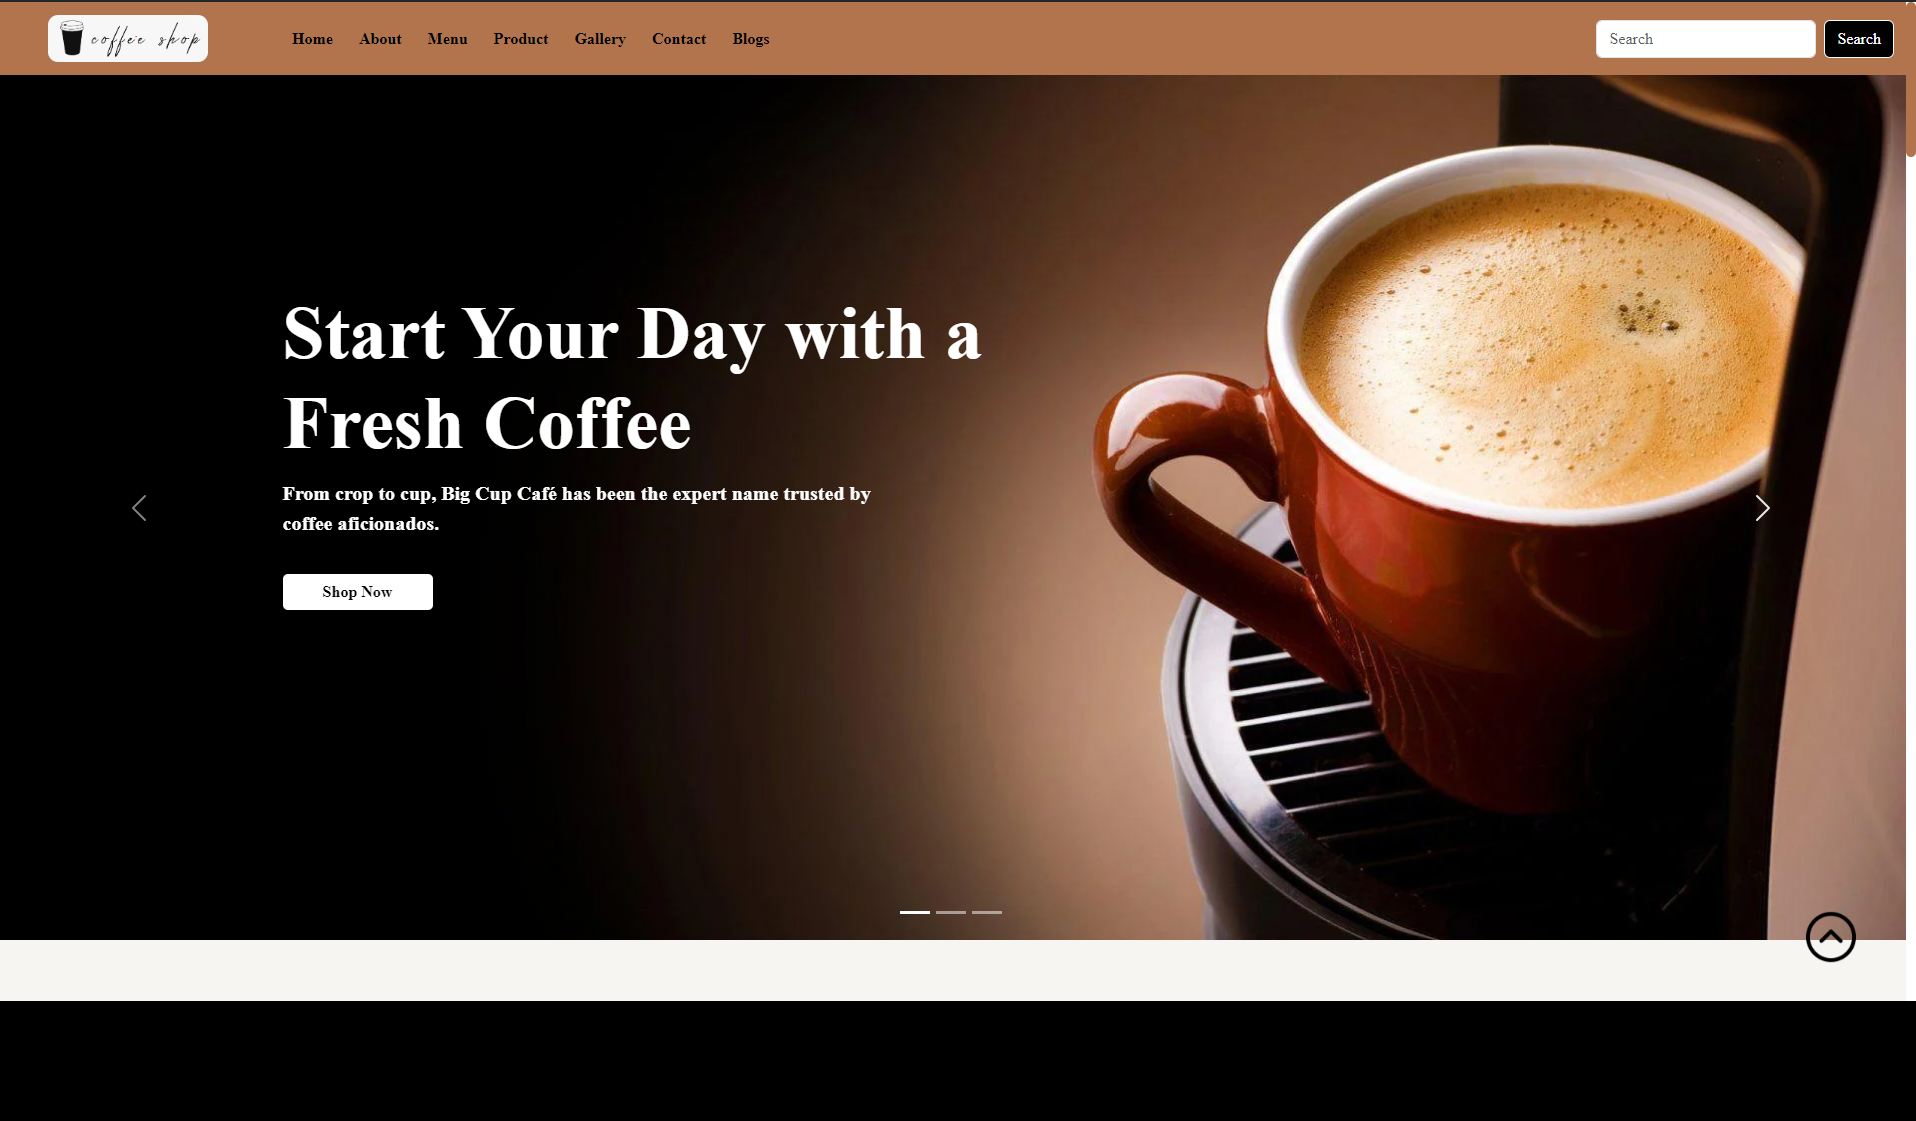 coffee shop
Home About Menu Product Gallery Contact Blogs
Search
Search
Start Your Day with a
Fresh Coffee
From crop to cup, Big Cup Café has been the expert name trusted by
coffee aficionados.
Shop Now